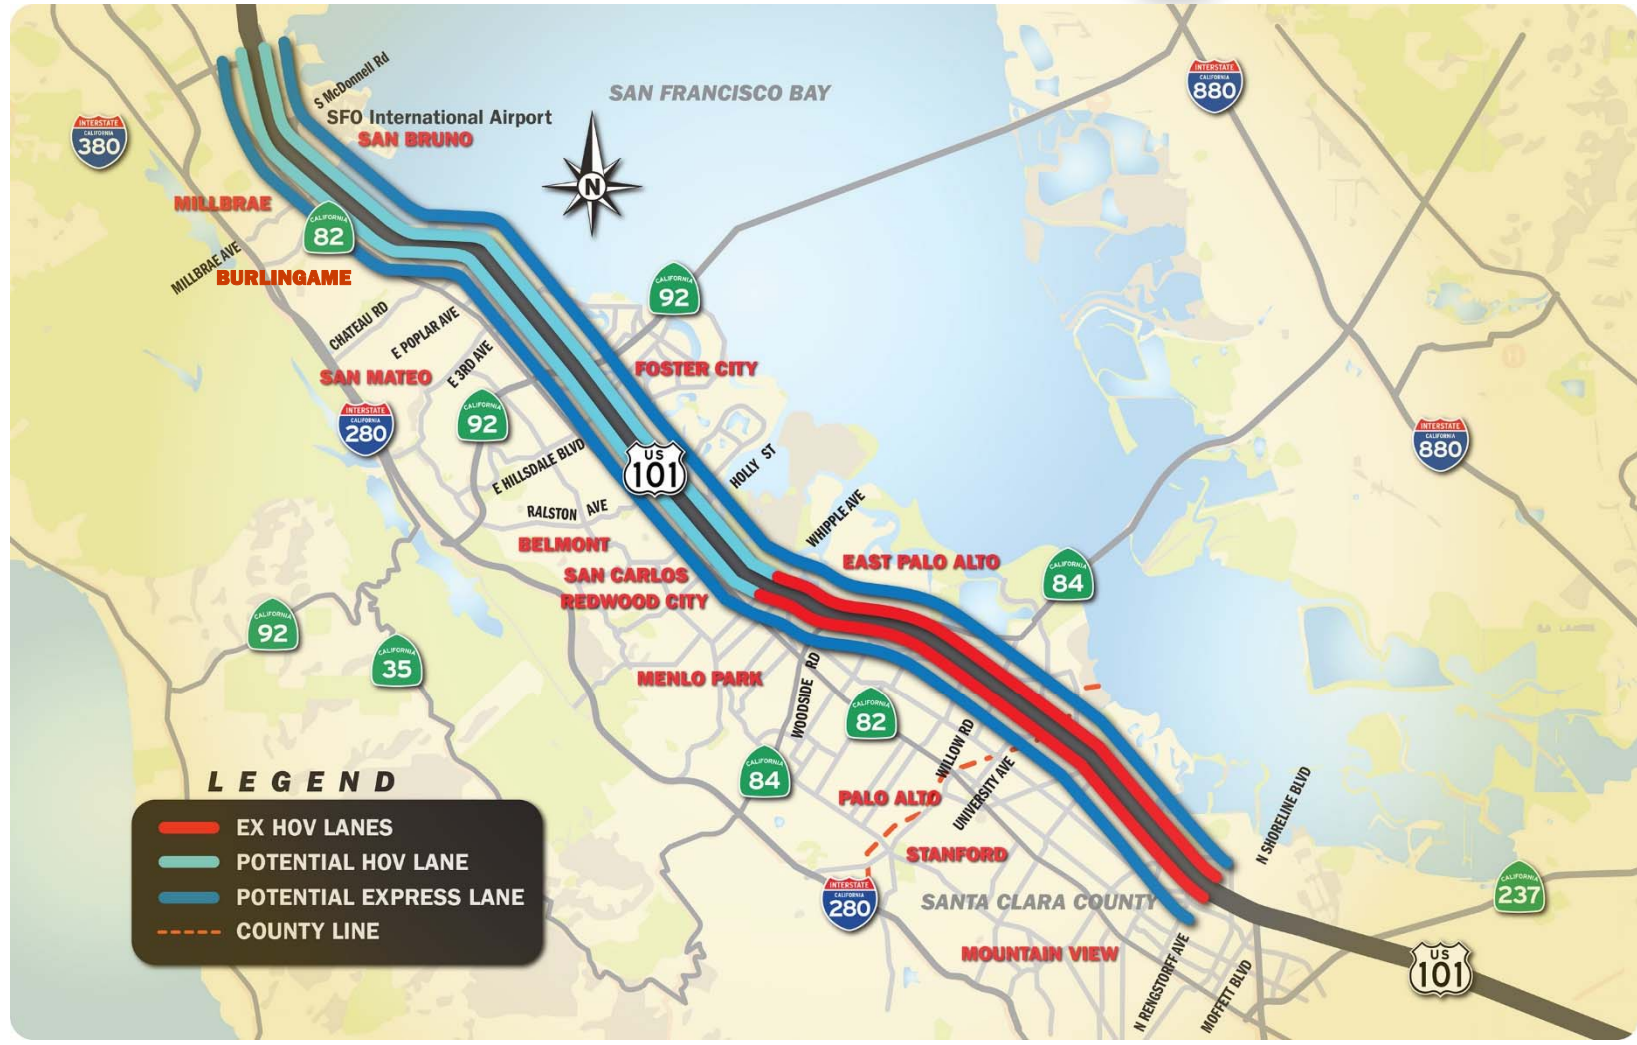 S McDonnell Rd
SAN FRANCISCO BAY
INTERSTATE
CALIFORNIA
880
SFO International Airport
SAN BRUNO
INTERSTATE
CALIFORNIA
380
N
MILLBRAE
CALIFORNIA
82
MILLBRAE AVE
BURLINGAME
CALIFORNIA
92
CHATEAU RD
E POPLAR AVE
E 3RD AVE
FOSTER CITY
SAN MATEO
INTERSTATE
CALIFORNIA
280
CALIFORNIA
92
INTERSTATE
CALIFORNIA
880
E HILLSDALE BLVD
US
101
HOLLY ST
RALSTON AVE
WHIPPLE AVE
BELMONT
EAST PALO ALTO
SAN CARLOS
REDWOOD CITY
CALIFORNIA
84
CALIFORNIA
92
CALIFORNIA
35
MENLO PARK
WOODSIDE RD
CALIFORNIA
82
WILLOW RD
CALIFORNIA
84
UNIVERSITY AVE
PALO ALTO
N SHORELINE BLVD
STANFORD
INTERSTATE
CALIFORNIA
280
SANTA CLARA COUNTY
CALIFORNIA
237
MOUNTAIN VIEW
N RENGSTORFF AVE
MOFFETT BLVD
US
101
LEGEND
EX HOV LANES
POTENTIAL HOV LANE
POTENTIAL EXPRESS LANE
COUNTY LINE